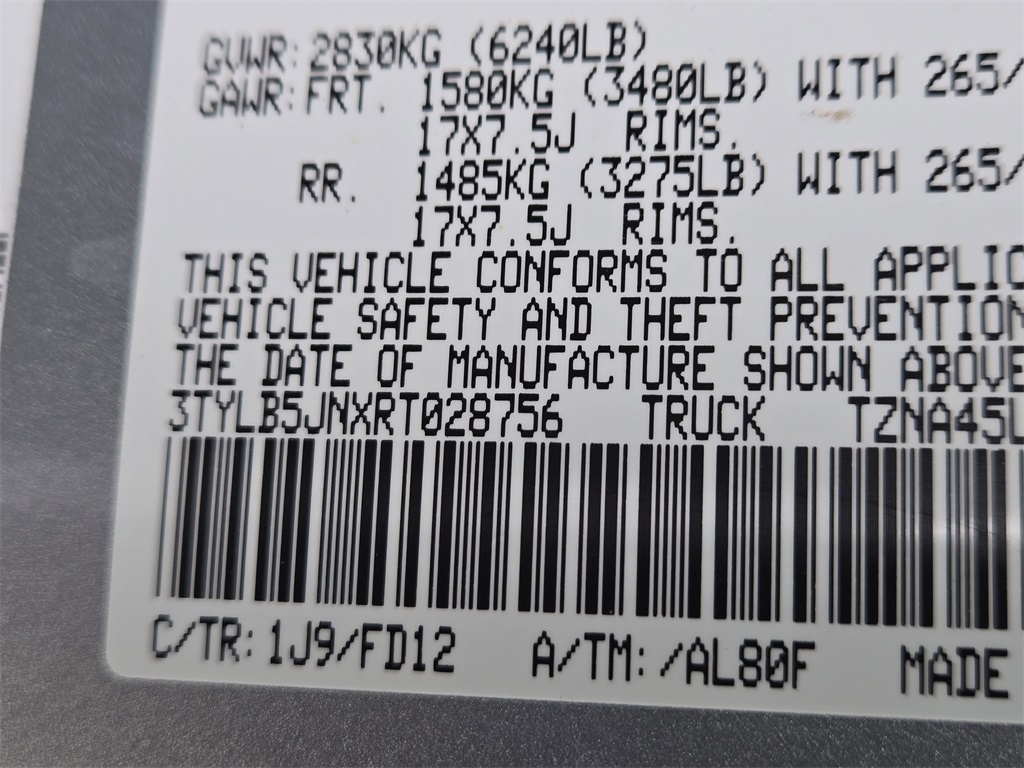 GVWR: 2830KG (6240LB)
GAWR: FRT. 1580KG (3480LB) WITH 265/
17X7.5J RIMS.
RR. 1485KG (3275LB) WITH 265/
17X7.5J RIMS.
THIS VEHICLE CONFORMS TO ALL APPLIC
VEHICLE SAFETY AND THEFT PREVENTION
THE DATE OF MANUFACTURE SHOWN ABOVE
3TYLB5JNXRT028756 TRUCK TZNA45L
C/TR: 1J9/FD12 A/TM: /AL80F MADE